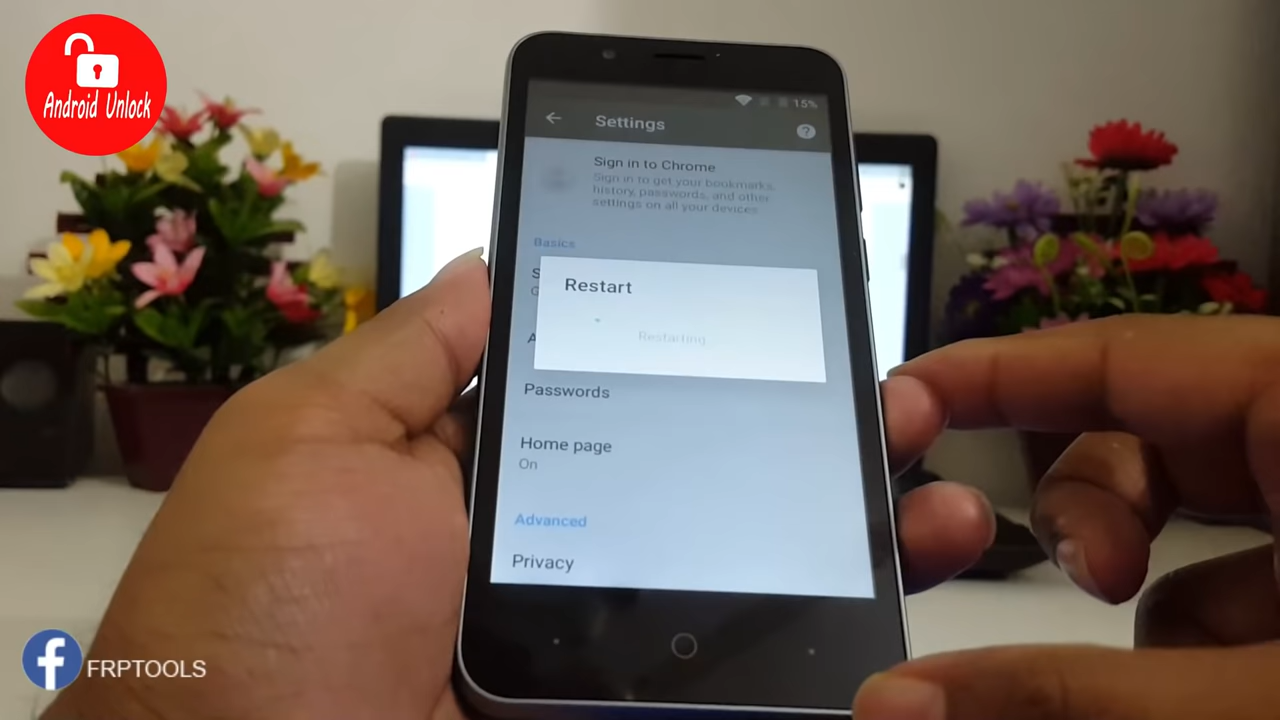 Android Unlock
15%
Settings
?
Sign in to Chrome
Sign in to get your bookmarks,
history, passwords, and other
settings on all your devices
Basics
S
A
Restart
Restarting
Passwords
Home page
On
Advanced
Privacy
f FRPTOOLS